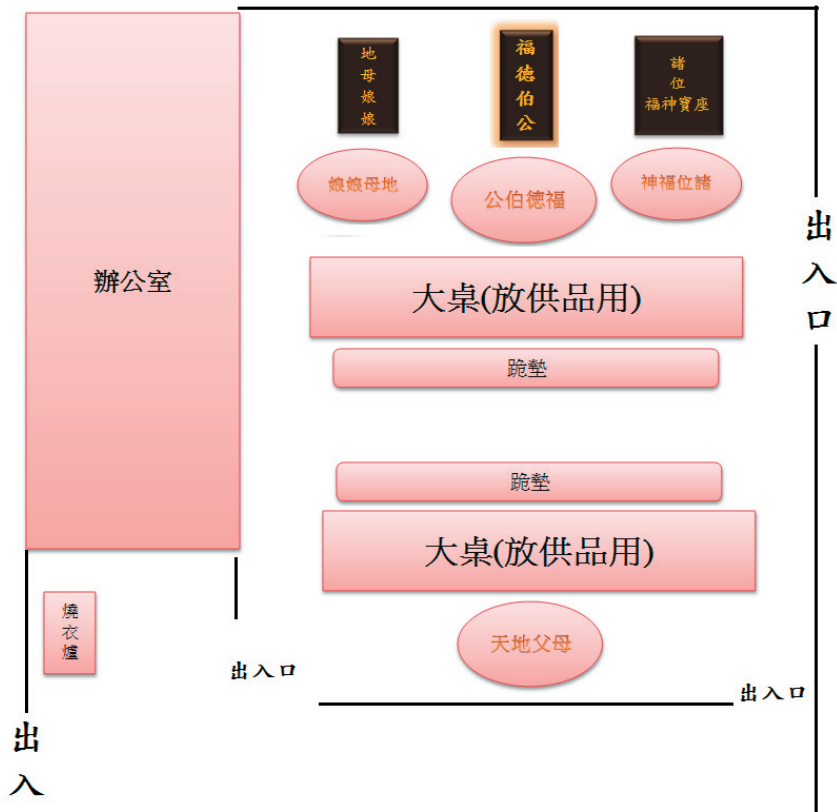 地母娘娘
福德伯公
諸位
福神寶座
娘娘母地
公伯德福
神福位諸
出入口
辦公室
大桌(放供品用)
跪墊
跪墊
大桌(放供品用)
燒衣爐
天地父母
出入口
出入口
出入